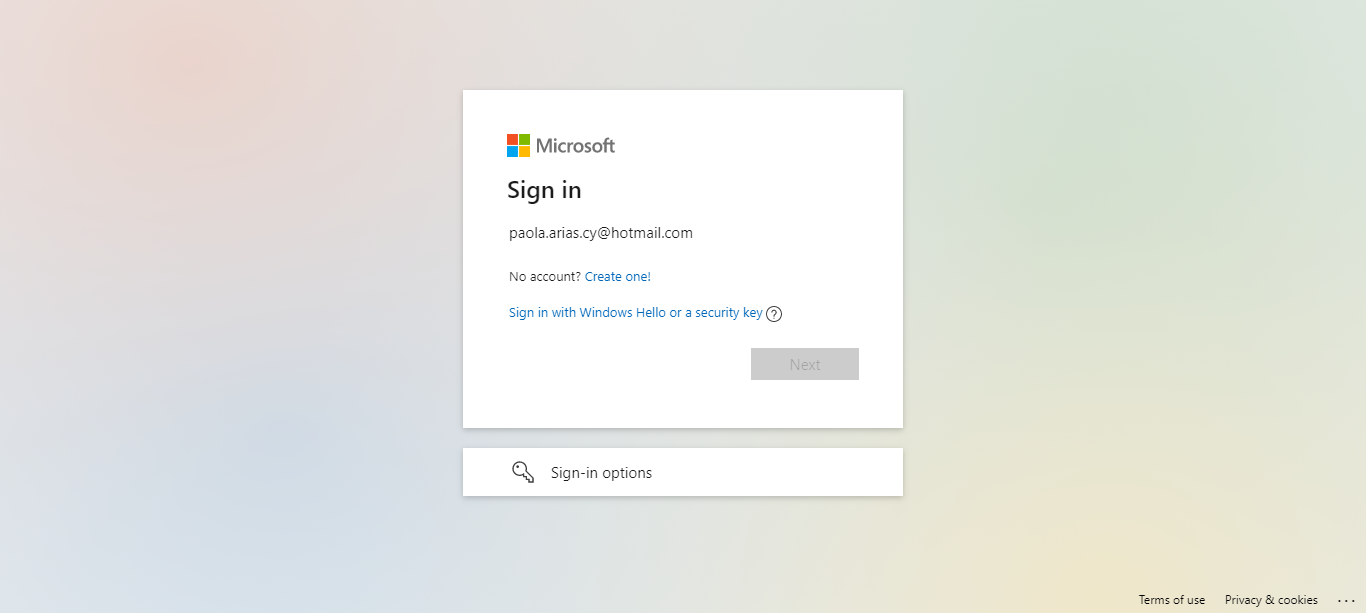 Microsoft
Sign in
paola.arias.cy@hotmail.com
No account? Create one!
Sign in with Windows Hello or a security key ?
Next
Sign-in options
Terms of use Privacy & cookies ...